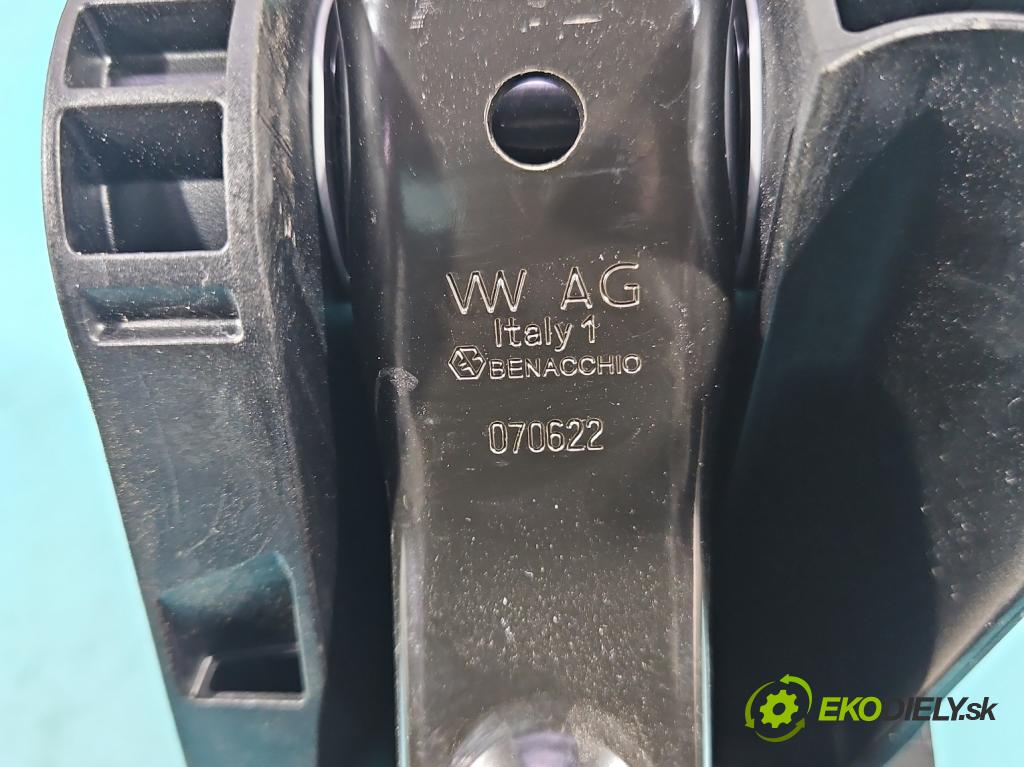 VW AG
Italy 1
BENACCHIO
070622
EKODIELY.sk